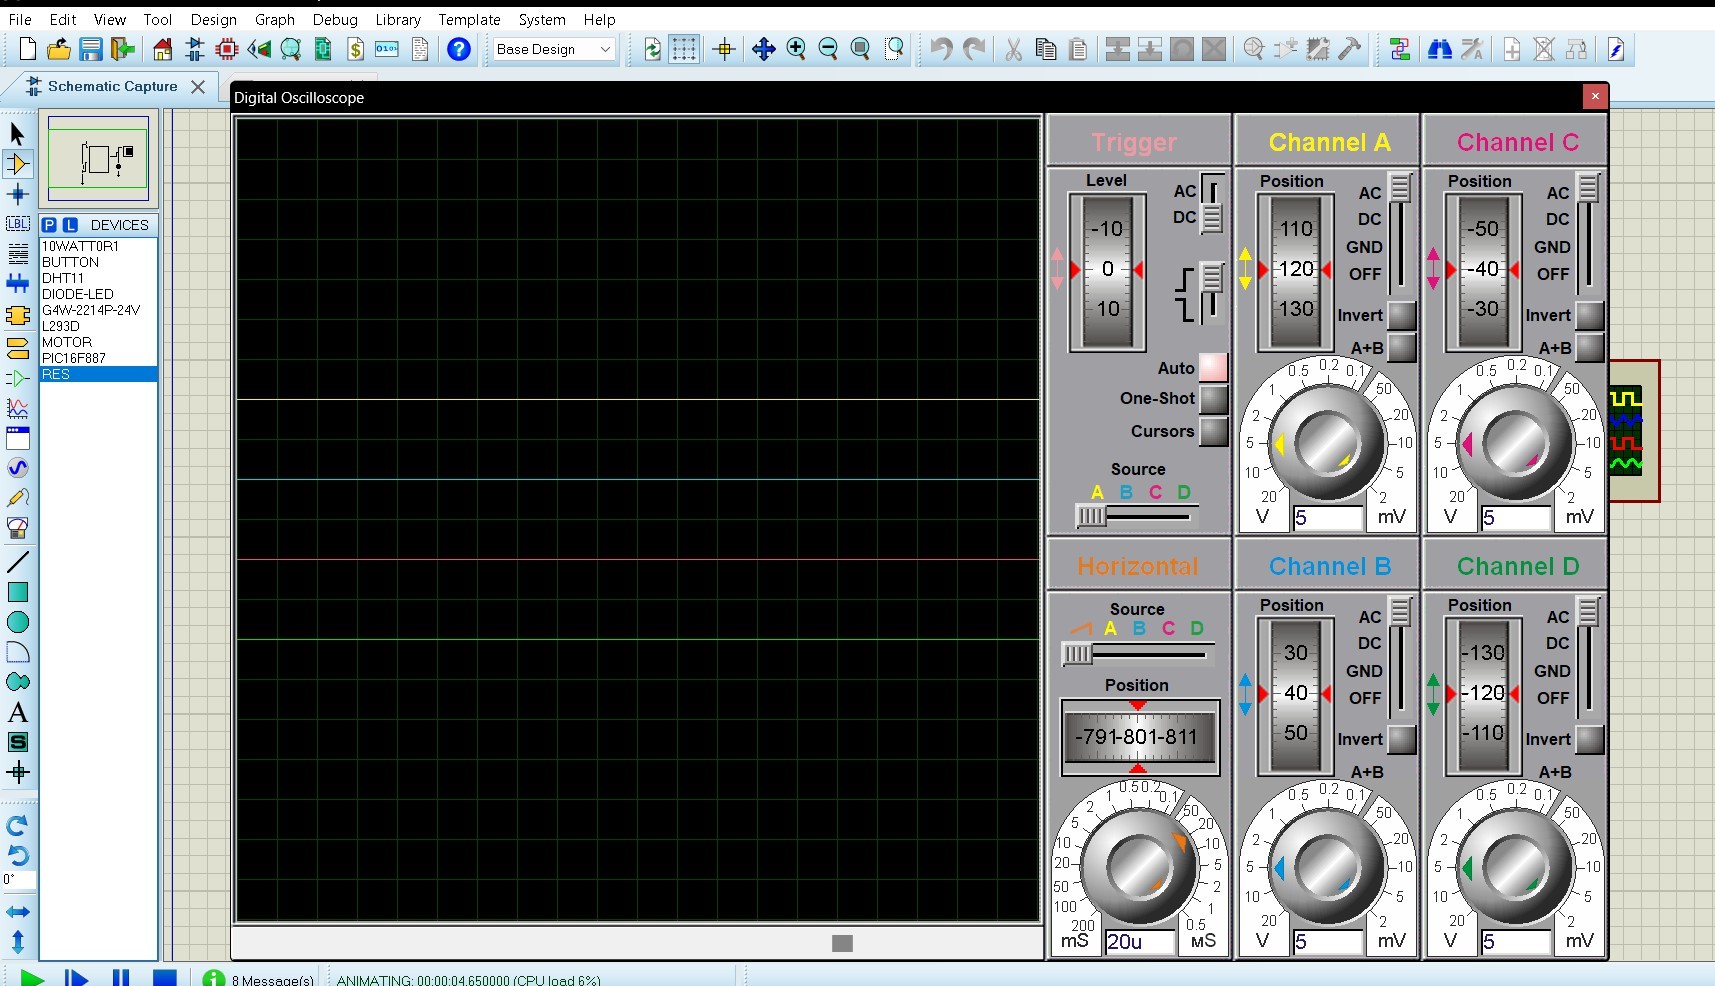 File Edit View Tool Design Graph Debug Library Template System Help
Base Design
Schematic Capture
Digital Oscilloscope
LBL
P L DEVICES
10WATT0R1
BUTTON
DHT11
DIODE-LED
G4W-2214P-24V
L293D
MOTOR
PIC16F887
RES
A
S
0°
Trigger
Level
AC
DC
-10
0
10
Auto
One-Shot
Cursors
Source
A B C D
Channel A
Position
AC
DC
GND
OFF
110
120
130
Invert
A+B
0.5 0.2 0.1
1 50
2 20
5 10
10 5
20 2
V 5 mV
Channel C
Position
AC
DC
GND
OFF
-50
-40
-30
Invert
A+B
0.5 0.2 0.1
1 50
2 20
5 10
10 5
20 2
V 5 mV
Horizontal
Source
A B C D
Position
-791 -801 -811
1 0.5 0.2 0.1
2 50
5 20
10 10
20 5
50 2
100 1
200 0.5
mS 20u µS
Channel B
Position
AC
DC
GND
OFF
30
40
50
Invert
A+B
0.5 0.2 0.1
1 50
2 20
5 10
10 5
20 2
V 5 mV
Channel D
Position
AC
DC
GND
OFF
-130
-120
-110
Invert
A+B
0.5 0.2 0.1
1 50
2 20
5 10
10 5
20 2
V 5 mV
8 Message(s) ANIMATING: 00:00:04.650000 (CPU load 6%)